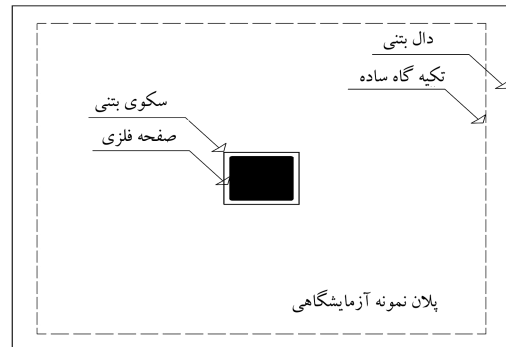 دال بتنی
تکیه گاه ساده
سکوی بتنی
صفحه فلزی
پلان نمونه آزمایشگاهی